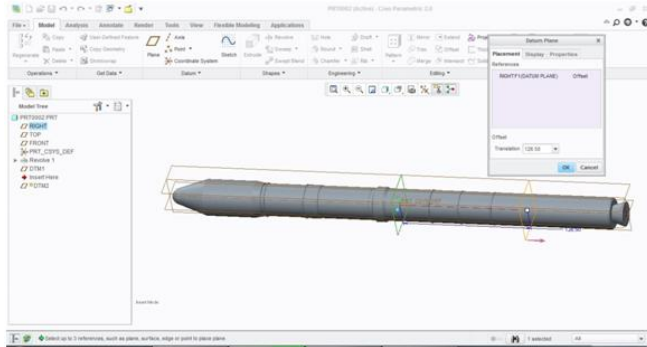 PRT0002 (Active) - Creo Parametric 2.0
File Model Analysis Annotate Render Tools View Flexible Modeling Applications
Regenerate
Copy
Paste
Delete
User-Defined Feature
Copy Geometry
Shrinkwrap
Plane
Axis
Point
Coordinate System
Sketch
Extrude
Revolve
Sweep
Swept Blend
Hole
Round
Chamfer
Draft
Shell
Rib
Pattern
Mirror
Trim
Merge
Extend
Offset
Intersect
Operations Get Data Datum Shapes Engineering Editing
Datum Plane
Placement Display Properties
References
RIGHT:F1(DATUM PLANE) Offset
Offset
Translation 128.50
OK Cancel
Model Tree
PRT0002.PRT
RIGHT
TOP
FRONT
PRT_CSYS_DEF
Revolve 1
DTM1
Insert Here
DTM2
Insert Mode
Select up to 3 references, such as plane, surface, edge or point to place plane.
1 selected
All